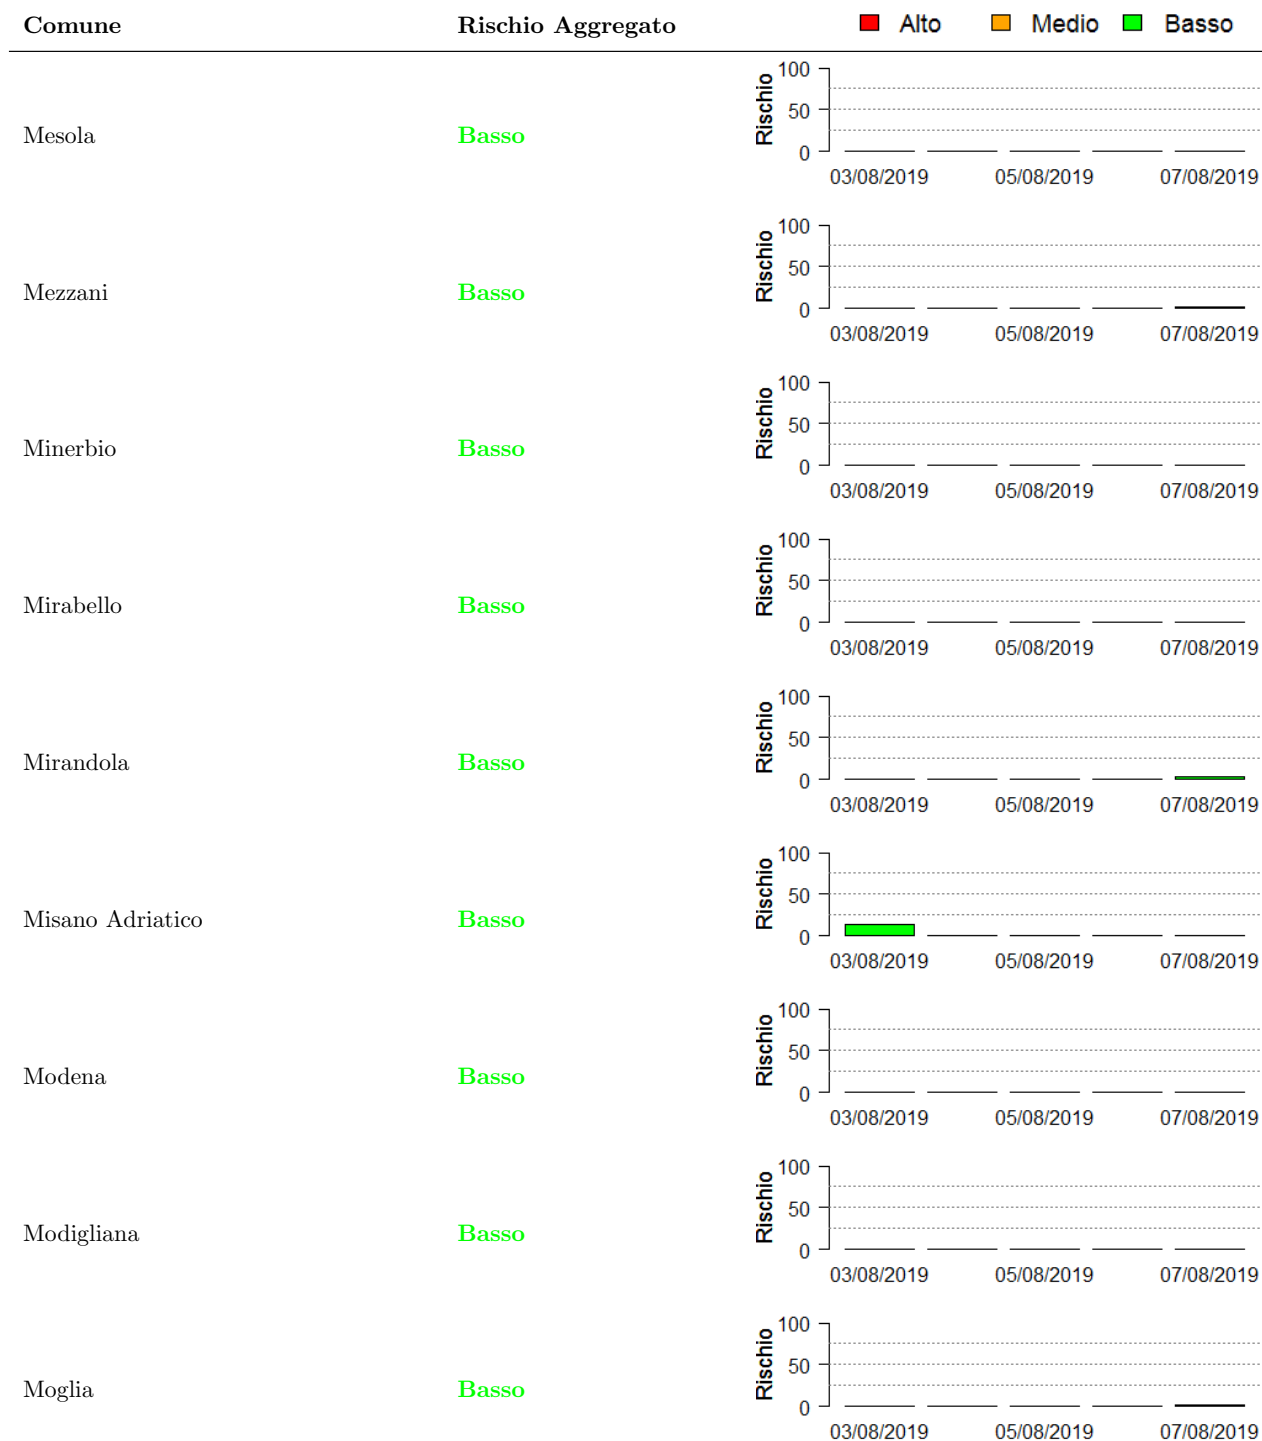 Comune Rischio Aggregato Alto Medio Basso
100
50
0
Rischio
Mesola Basso
03/08/2019 05/08/2019 07/08/2019
100
50
0
Rischio
Mezzani Basso
03/08/2019 05/08/2019 07/08/2019
100
50
0
Rischio
Minerbio Basso
03/08/2019 05/08/2019 07/08/2019
100
50
0
Rischio
Mirabello Basso
03/08/2019 05/08/2019 07/08/2019
100
50
0
Rischio
Mirandola Basso
03/08/2019 05/08/2019 07/08/2019
100
50
0
Rischio
Misano Adriatico Basso
03/08/2019 05/08/2019 07/08/2019
100
50
0
Rischio
Modena Basso
03/08/2019 05/08/2019 07/08/2019
100
50
0
Rischio
Modigliana Basso
03/08/2019 05/08/2019 07/08/2019
100
50
0
Rischio
Moglia Basso
03/08/2019 05/08/2019 07/08/2019